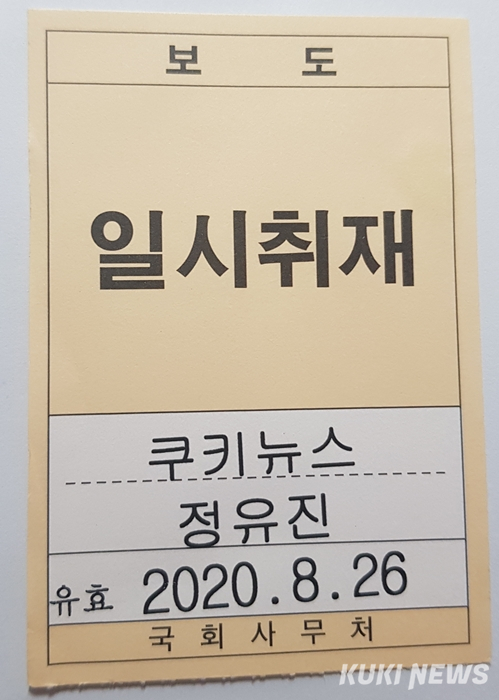 보 도
일시취재
쿠키뉴스
정유진
유효 2020.8.26
국 회 사 무 처
KUKI NEWS